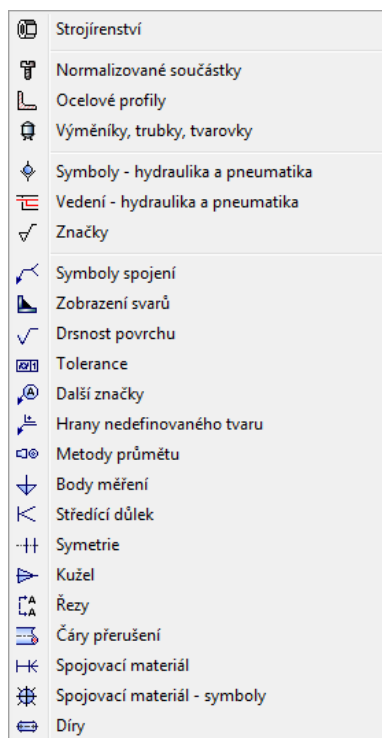 Strojírenství
Normalizované součástky
Ocelové profily
Výměníky, trubky, tvarovky
Symboly - hydraulika a pneumatika
Vedení - hydraulika a pneumatika
Značky
Symboly spojení
Zobrazení svarů
Drsnost povrchu
Tolerance
Další značky
Hrany nedefinovaného tvaru
Metody průmětu
Body měření
Středící důlek
Symetrie
Kužel
Řezy
Čáry přerušení
Spojovací materiál
Spojovací materiál - symboly
Díry